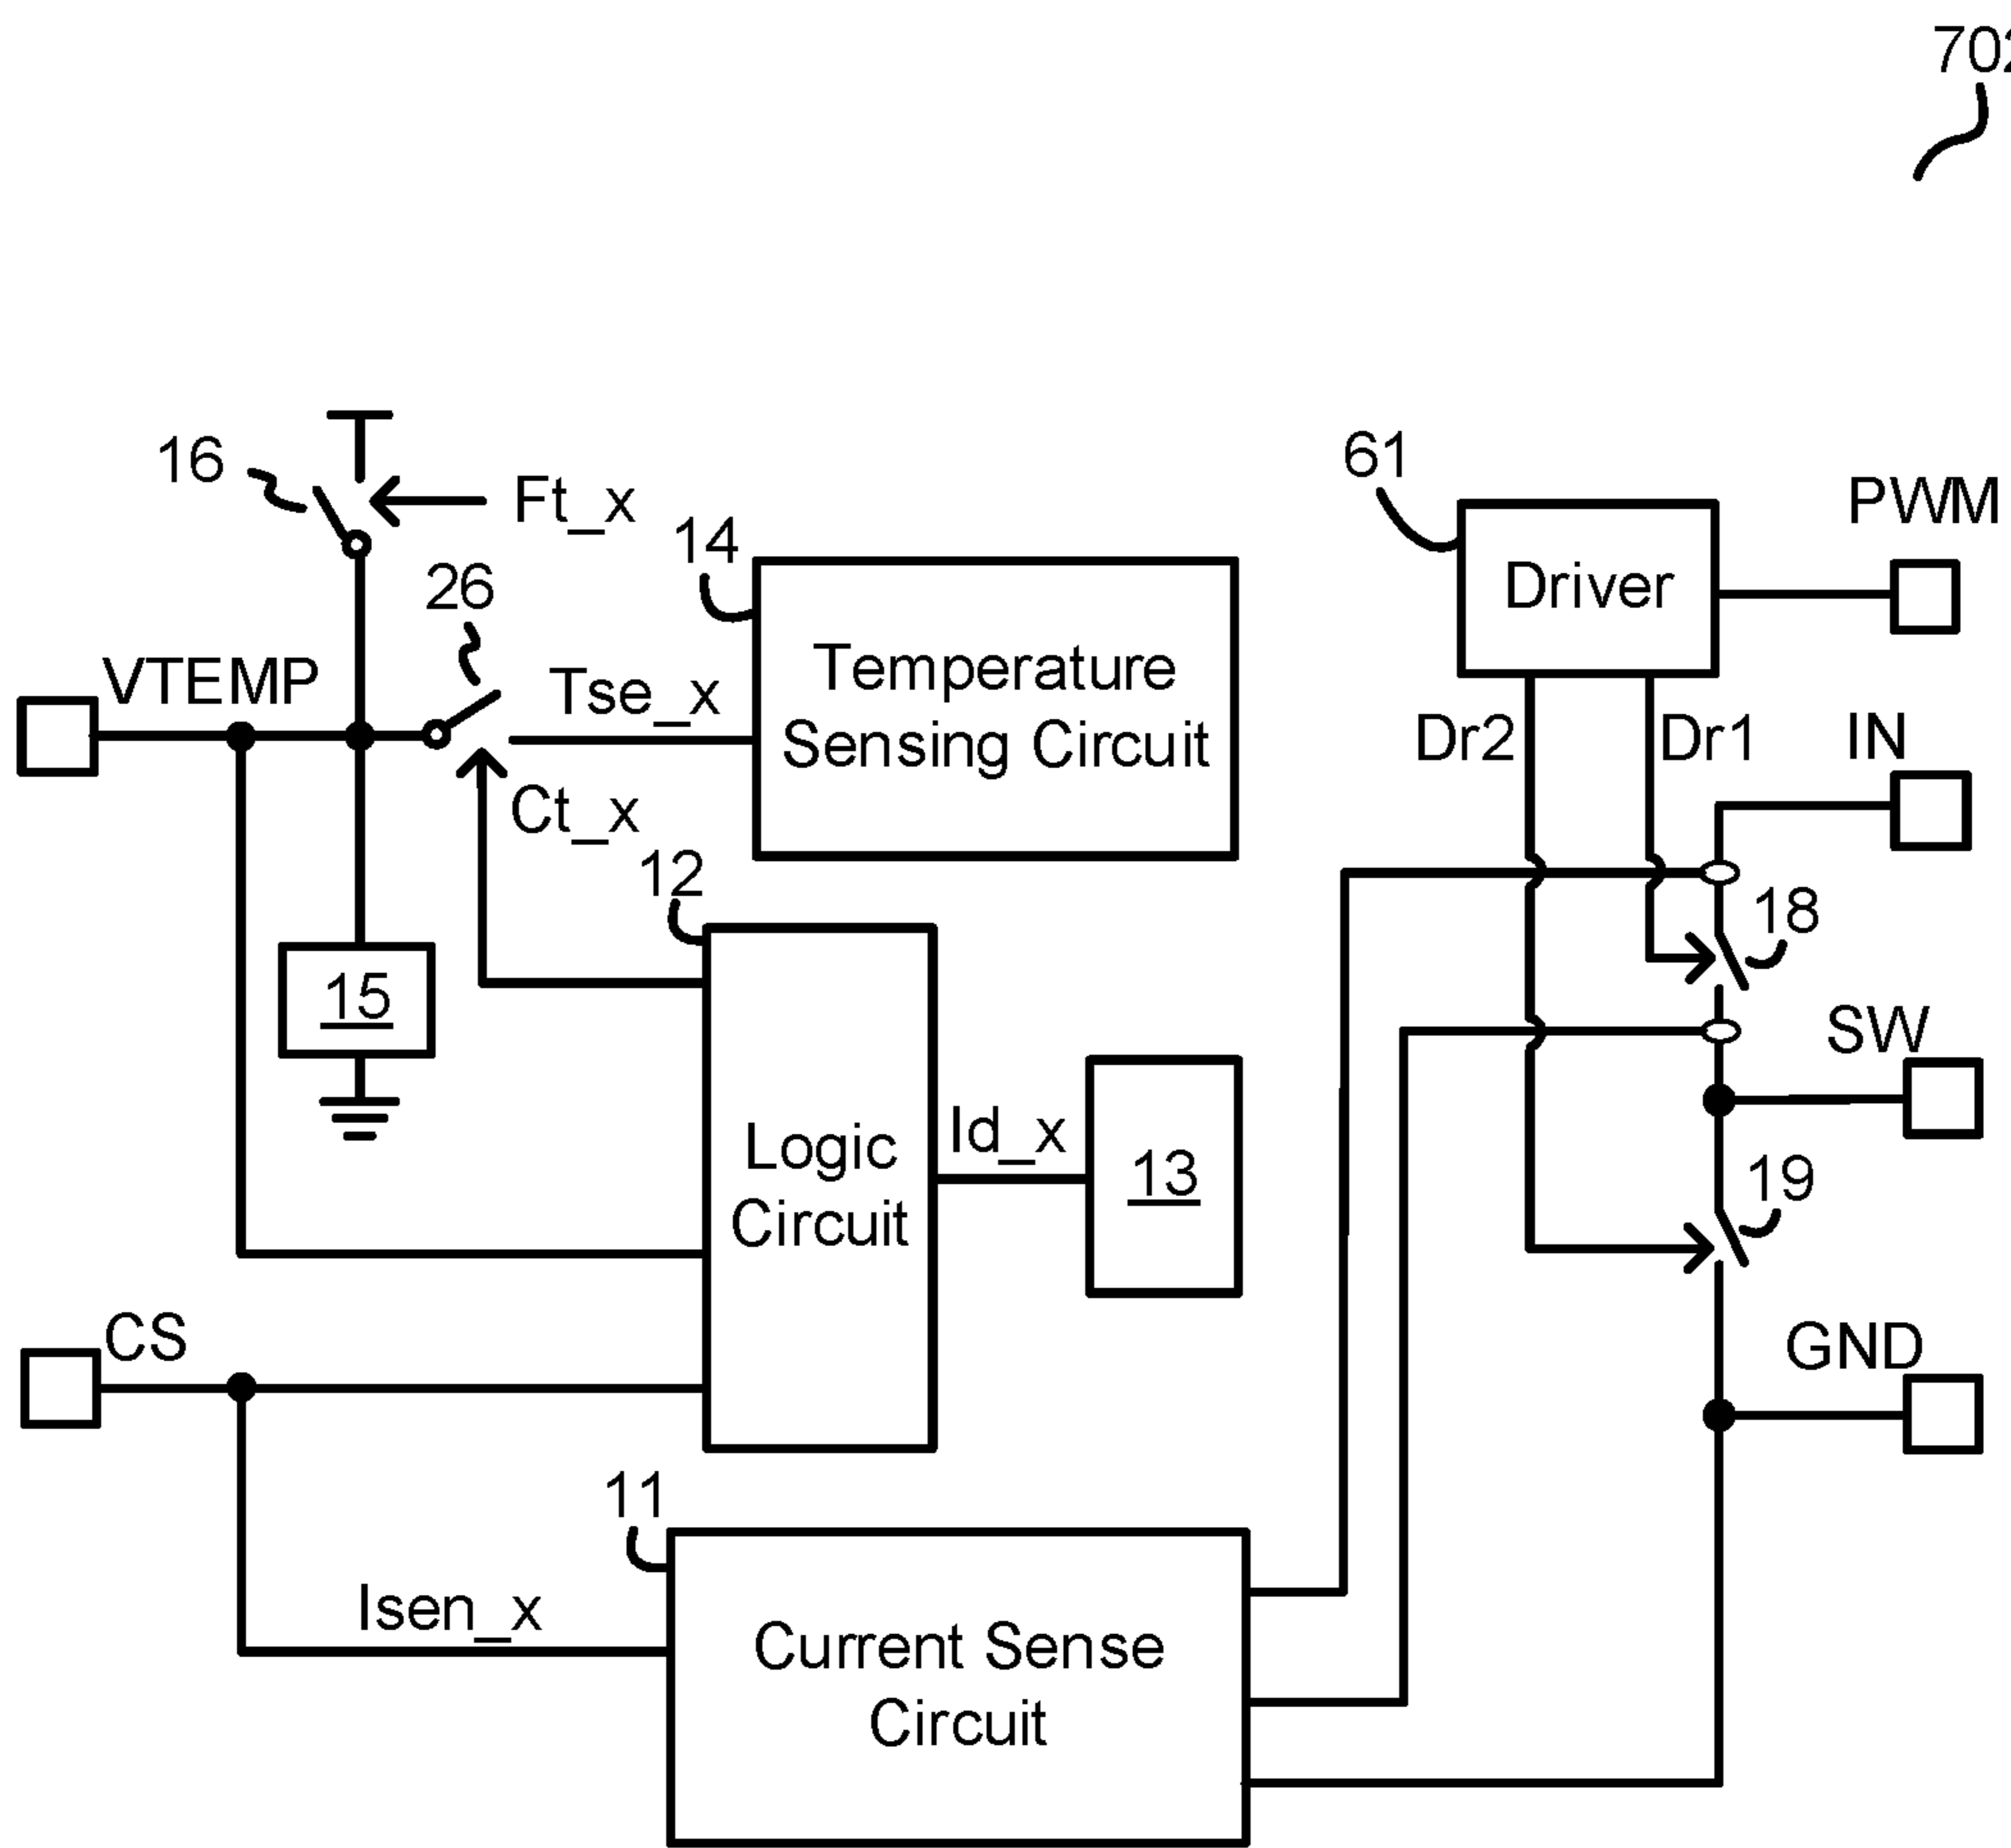 702
16
Ft_x
61
PWM
14
26
Driver
VTEMP
Tse_x
Temperature
Sensing Circuit
Dr2
Dr1
IN
Ct_x
12
18
15
SW
Logic
Circuit
Id_x
13
19
CS
GND
11
Isen_x
Current Sense
Circuit